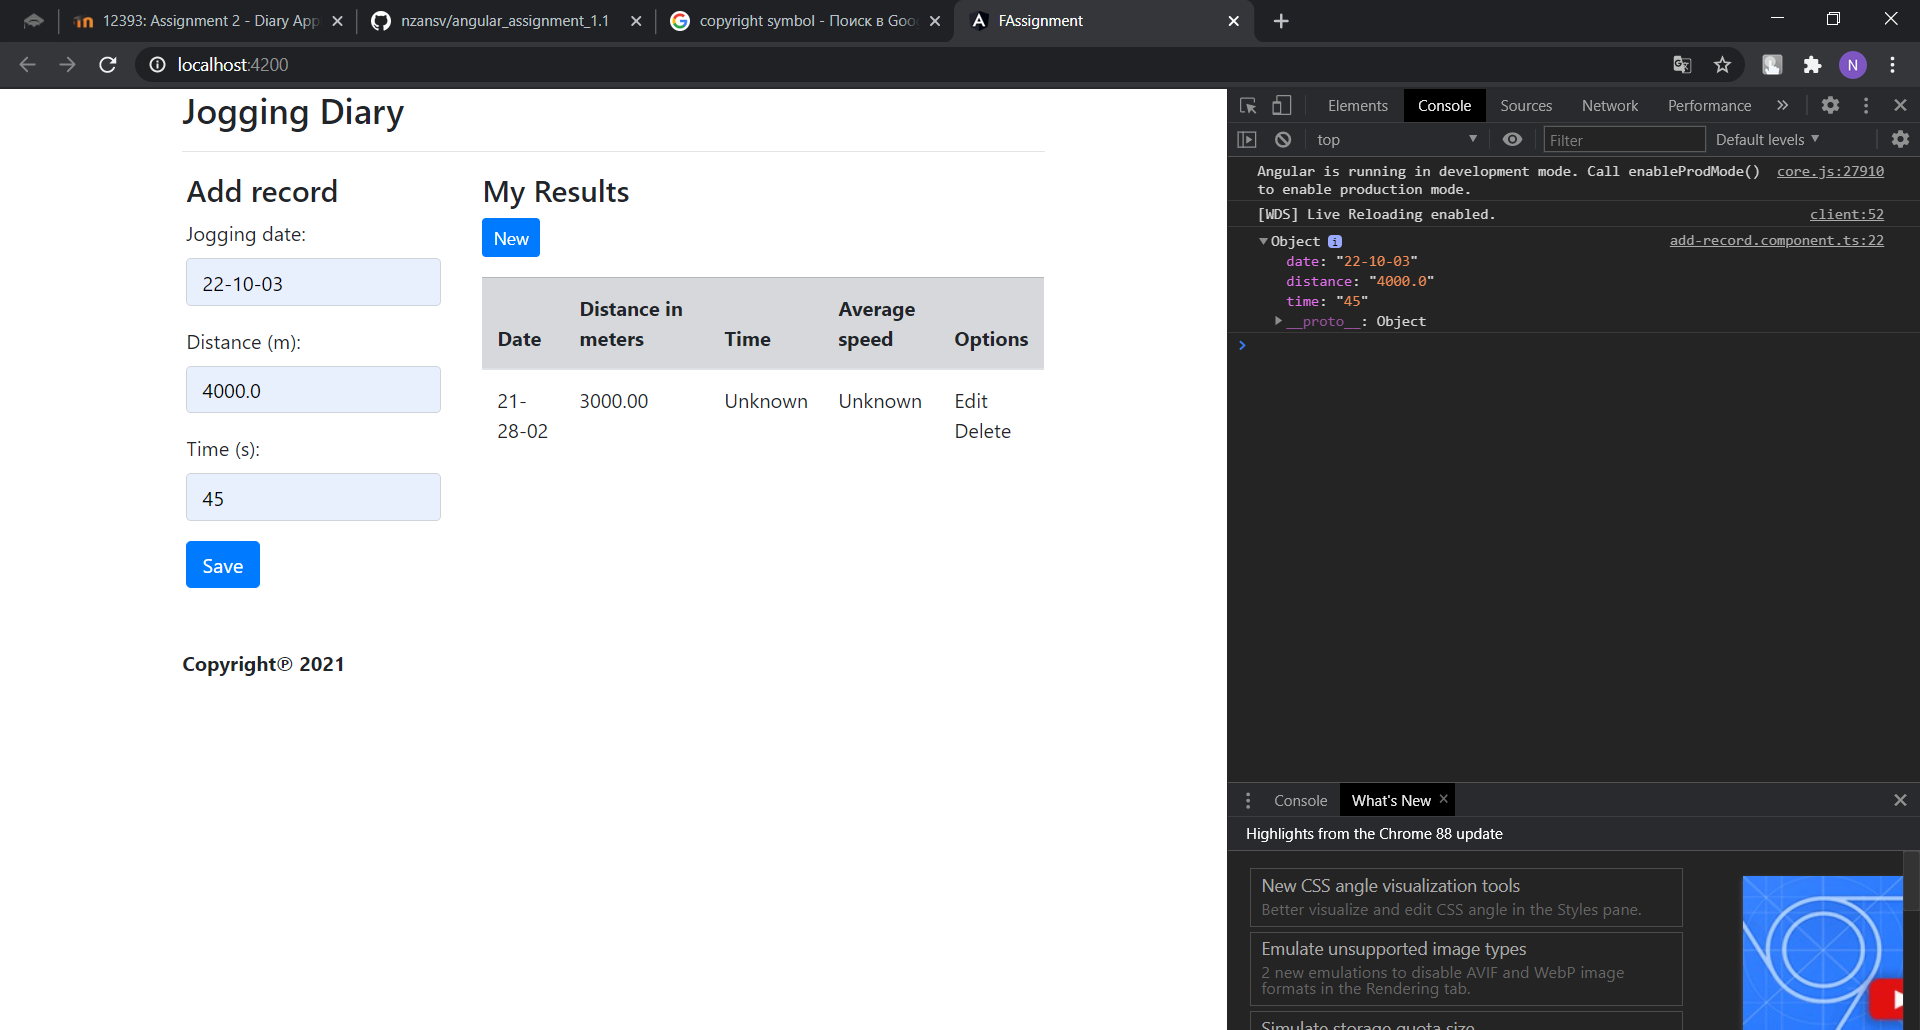 12393: Assignment 2 - Diary App
nzansv/angular_assignment_1.1
copyright symbol - Поиск в Goo
FAssignment
localhost:4200
N
Jogging Diary
Add record
Jogging date:
22-10-03
Distance (m):
4000.0
Time (s):
45
Save
My Results
New
Date
Distance in
meters
Time
Average
speed
Options
21-
28-02
3000.00
Unknown
Unknown
Edit
Delete
Copyright℗ 2021
Elements Console Sources Network Performance
top Filter Default levels
Angular is running in development mode. Call enableProdMode() core.js:27910
to enable production mode.
[WDS] Live Reloading enabled. client:52
Object i add-record.component.ts:22
date: "22-10-03"
distance: "4000.0"
time: "45"
__proto__: Object
Console What's New
Highlights from the Chrome 88 update
New CSS angle visualization tools
Better visualize and edit CSS angle in the Styles pane.
Emulate unsupported image types
2 new emulations to disable AVIF and WebP image
formats in the Rendering tab.
Simulate storage quota size